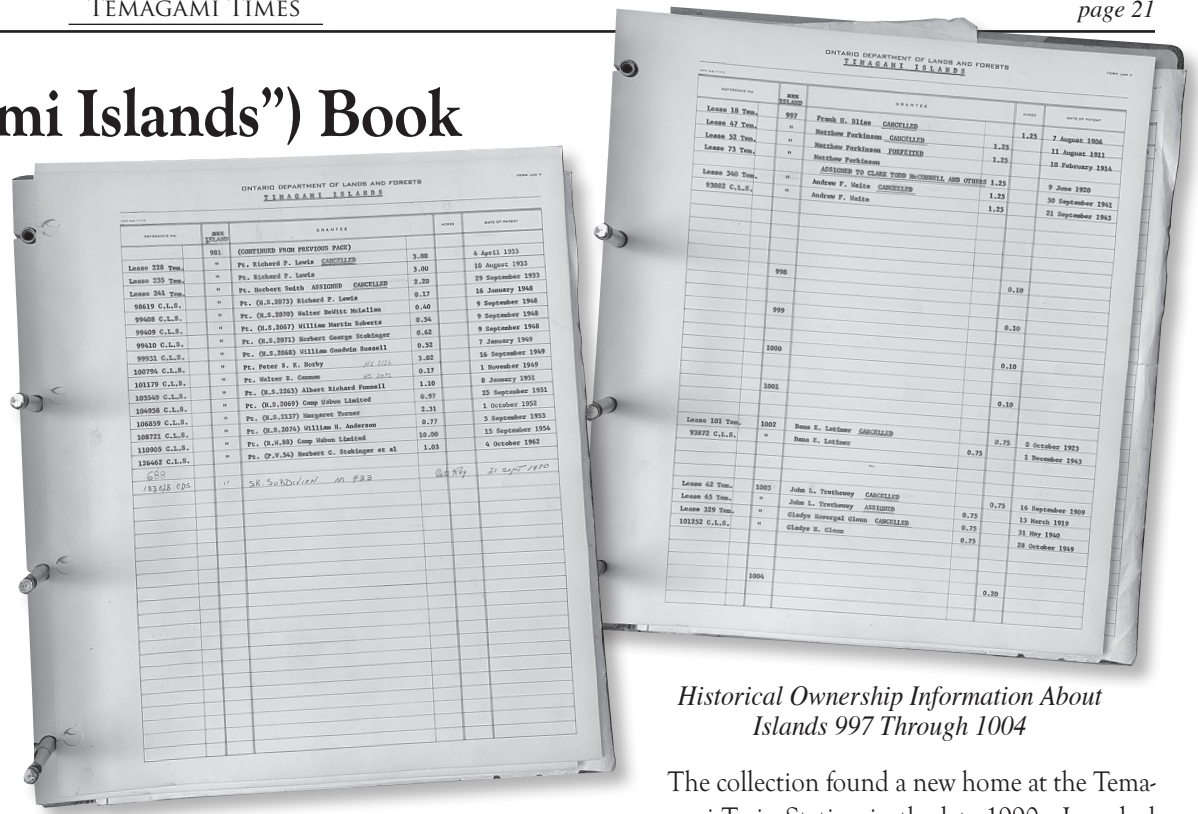 TEMAGAMI TIMES
page 21
mi Islands”) Book
ONTARIO DEPARTMENT OF LANDS AND FORESTS
TIMAGAMI ISLANDS
REFERENCE NO. ISLAND GRANTEE ACRES DATE OF PATENT
981 (CONTINUED FROM PREVIOUS PAGE)
Lease 228 Tem. " Pt. Richard P. Lewis CANCELLED 3.00 4 April 1933
Lease 235 Tem. " Pt. Richard P. Lewis 3.00 10 August 1933
Lease 241 Tem. " Pt. Herbert Smith ASSIGNED CANCELLED 2.20 29 September 1933
98619 C.L.S. " Pt. (H.S.2073) Richard P. Lewis 0.17 16 January 1948
99408 C.L.S. " Pt. (H.S.2070) Walter DeWitt McLellan 0.40 9 September 1948
99409 C.L.S. " Pt. (H.S.2067) William Martin Roberts 0.54 9 September 1948
99410 C.L.S. " Pt. (H.S.2071) Herbert George Stokinger 0.62 9 September 1948
99931 C.L.S. " Pt. (H.S.2068) William Goodwin Russell 0.52 7 January 1949
100794 C.L.S. " Pt. Peter S. K. Norby 3.02 16 September 1949
101179 C.L.S. " Pt. Walter R. Cannon HS 2072 0.17 1 November 1949
103549 C.L.S. " Pt. (H.S.2263) Albert Richard Funnell 1.10 8 January 1951
104958 C.L.S. " Pt. (H.S.2069) Camp Wabun Limited 0.97 25 September 1951
106859 C.L.S. " Pt. (H.S.2137) Margaret Turner 2.31 1 October 1952
108721 C.L.S. " Pt. (H.S.2074) William H. Anderson 0.77 3 September 1953
110905 C.L.S. " Pt. (H.W.88) Camp Wabun Limited 10.00 15 September 1954
126462 C.L.S. " Pt. (P.V.54) Herbert G. Stokinger et al 1.03 4 October 1962
688
183028 CDS " SR. SUBDIVISION M 933 21 SEPT 1970
ONTARIO DEPARTMENT OF LANDS AND FORESTS
TIMAGAMI ISLANDS
REFERENCE NO. ISLAND GRANTEE ACRES DATE OF PATENT
Lease 18 Tem. 997 Frank H. Bliss CANCELLED 1.25 7 August 1906
Lease 47 Tem. " Matthew Parkinson CANCELLED 1.25 11 August 1911
Lease 52 Tem. " Matthew Parkinson FORFEITED 1.25 10 February 1914
Lease 73 Tem. " Matthew Parkinson
ASSIGNED TO CLARK TODD McCONNELL AND OTHERS 1.25 9 June 1920
Lease 340 Tem. " Andrew F. Waite CANCELLED 1.25 30 September 1941
93082 C.L.S. " Andrew F. Waite 1.25 21 September 1943
998 0.10
999 0.10
1000 0.10
1001 0.10
Lease 101 Tem. 1002 Dana E. Latimer CANCELLED 0.75 8 October 1923
93872 C.L.S. " Dana E. Latimer 0.75 1 December 1943
Lease 42 Tem. 1003 John L. Trethewey CANCELLED 0.75 16 September 1909
Lease 65 Tem. " John L. Trethewey ASSIGNED 0.75 13 March 1919
Lease 329 Tem. " Gladys Hovergal Glenn CANCELLED 0.75 31 May 1940
101252 C.L.S. " Gladys H. Glenn 0.75 28 October 1949
1004 0.20
Historical Ownership Information About
Islands 997 Through 1004
The collection found a new home at the Tema-